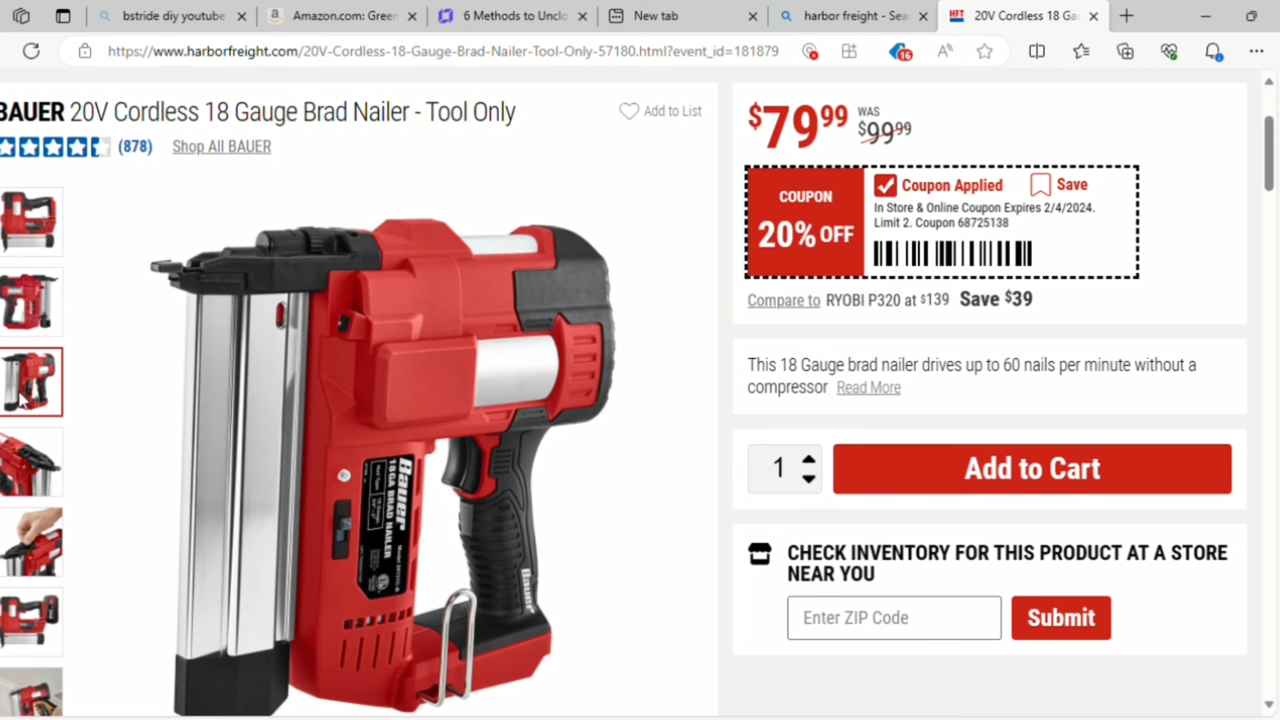 bstride diy youtube
Amazon.com: Green
6 Methods to Unclo
New tab
harbor freight - Sea
HFT
20V Cordless 18 Ga
https://www.harborfreight.com/20V-Cordless-18-Gauge-Brad-Nailer-Tool-Only-57180.html?event_id=181879
16
BAUER 20V Cordless 18 Gauge Brad Nailer - Tool Only
Add to List
(878)
Shop All BAUER
$79.99 WAS $99.99
COUPON
20% OFF
Coupon Applied
Save
In Store & Online Coupon Expires 2/4/2024.
Limit 2. Coupon 68725138
Compare to RYOBI P320 at $139 Save $39
This 18 Gauge brad nailer drives up to 60 nails per minute without a
compressor Read More
1
Add to Cart
CHECK INVENTORY FOR THIS PRODUCT AT A STORE
NEAR YOU
Enter ZIP Code
Submit
Bauer
18GA BRAD NAILER
Bauer